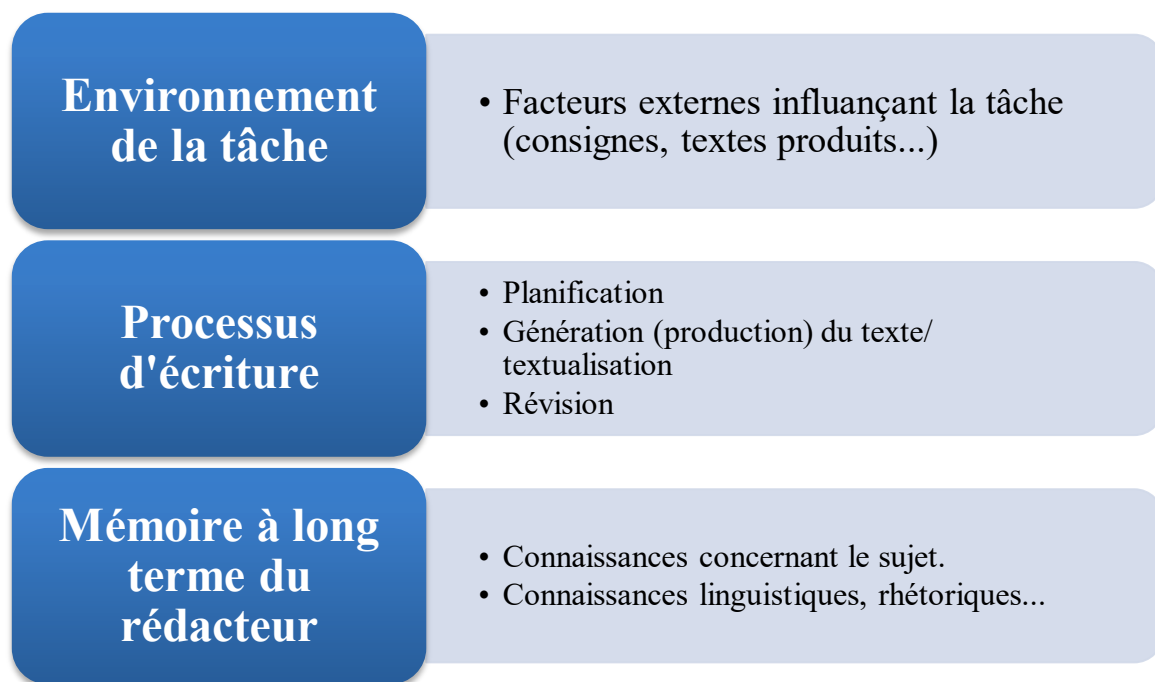 Environnement
de la tâche
• Facteurs externes influançant la tâche
(consignes, textes produits...)
Processus
d'écriture
• Planification
• Génération (production) du texte/
textualisation
• Révision
Mémoire à long
terme du
rédacteur
• Connaissances concernant le sujet.
• Connaissances linguistiques, rhétoriques...